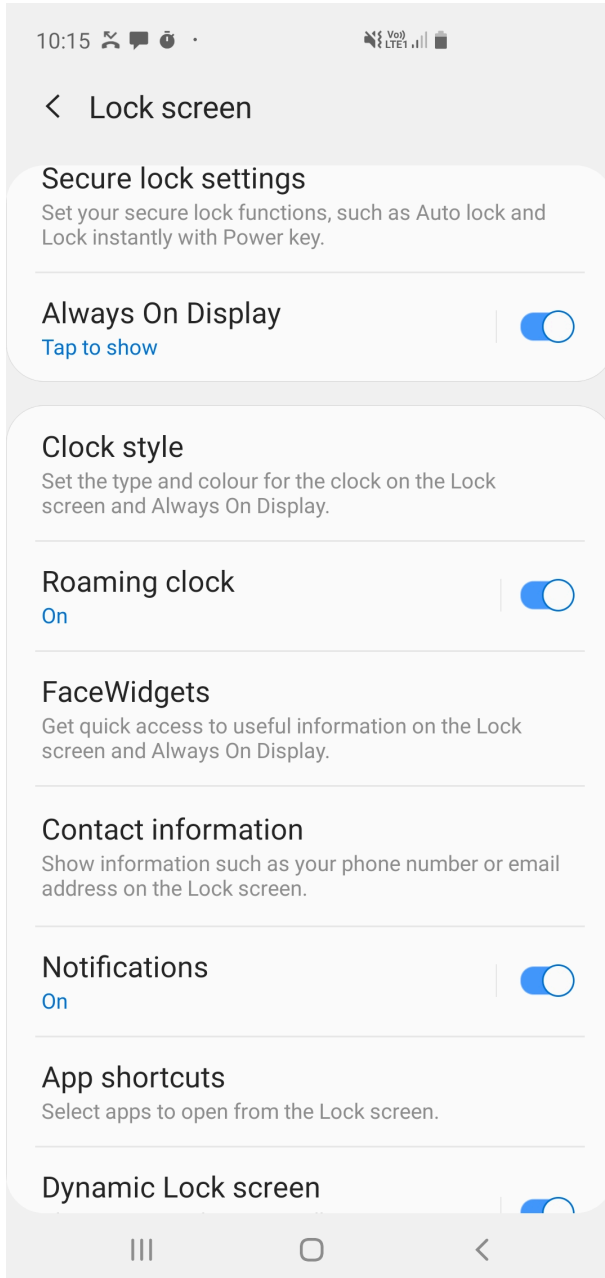 10:15 Vo)) LTE1
Lock screen
Secure lock settings
Set your secure lock functions, such as Auto lock and
Lock instantly with Power key.
Always On Display
Tap to show
Clock style
Set the type and colour for the clock on the Lock
screen and Always On Display.
Roaming clock
On
FaceWidgets
Get quick access to useful information on the Lock
screen and Always On Display.
Contact information
Show information such as your phone number or email
address on the Lock screen.
Notifications
On
App shortcuts
Select apps to open from the Lock screen.
Dynamic Lock screen